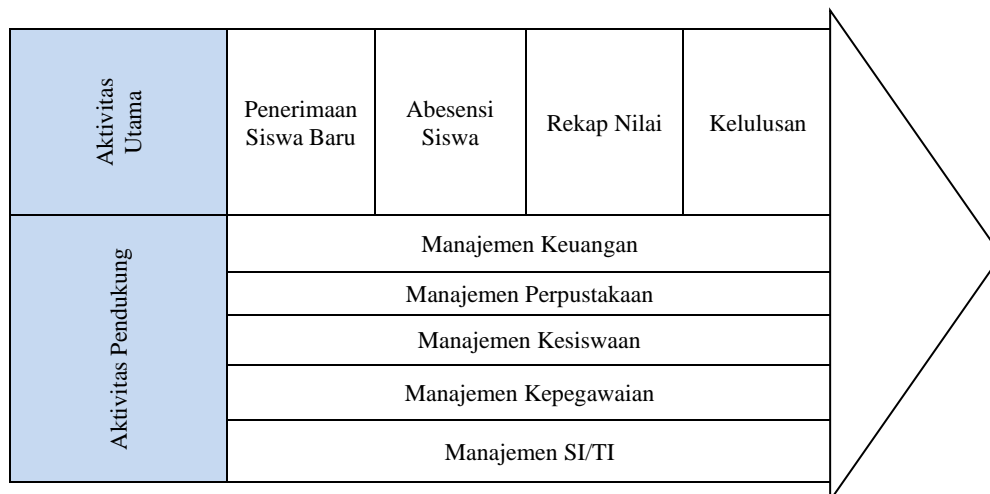 Aktivitas
Utama
Penerimaan
Siswa Baru
Abesensi
Siswa
Rekap Nilai
Kelulusan
Aktivitas Pendukung
Manajemen Keuangan
Manajemen Perpustakaan
Manajemen Kesiswaan
Manajemen Kepegawaian
Manajemen SI/TI